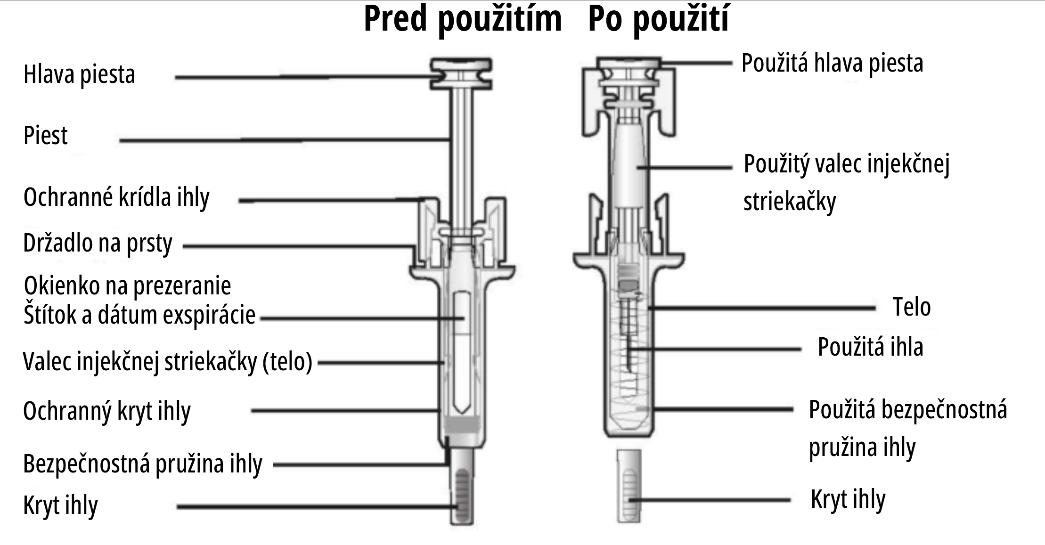 Pred použitím
Po použití
Hlava piesta
Piest
Ochranné krídla ihly
Držadlo na prsty
Okienko na prezeranie
Štítok a dátum exspirácie
Valec injekčnej striekačky (telo)
Ochranný kryt ihly
Bezpečnostná pružina ihly
Kryt ihly
Použitá hlava piesta
Použitý valec injekčnej
striekačky
Telo
Použitá ihla
Použitá bezpečnostná
pružina ihly
Kryt ihly